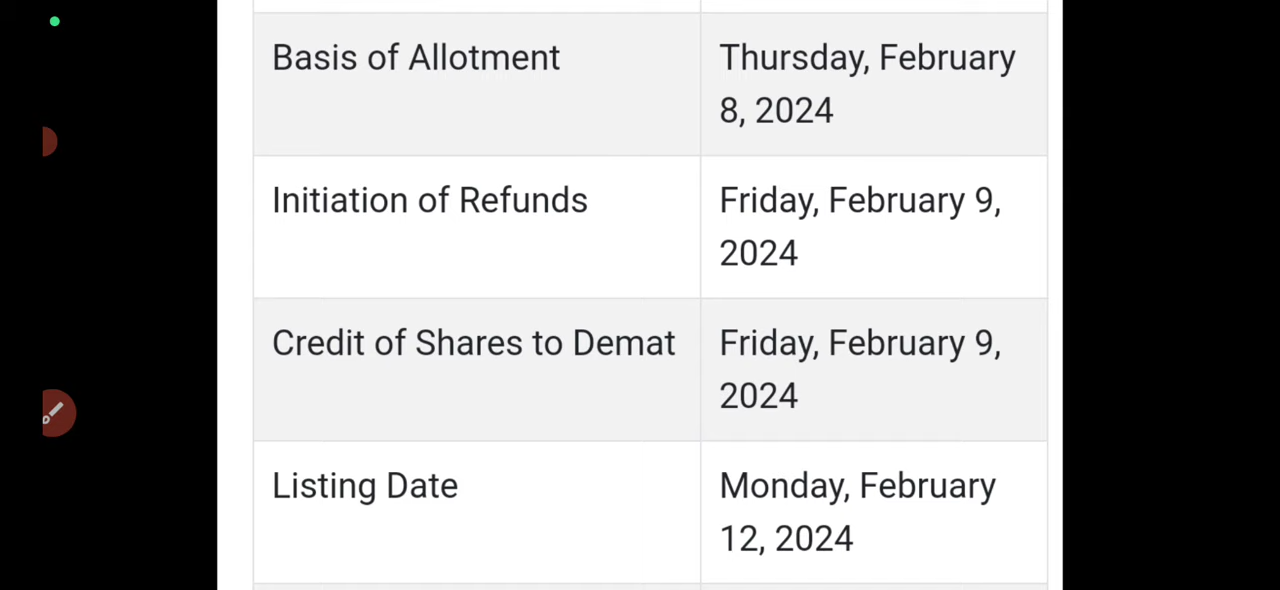 Basis of Allotment
Thursday, February
8, 2024
Initiation of Refunds
Friday, February 9,
2024
Credit of Shares to Demat
Friday, February 9,
2024
Listing Date
Monday, February
12, 2024